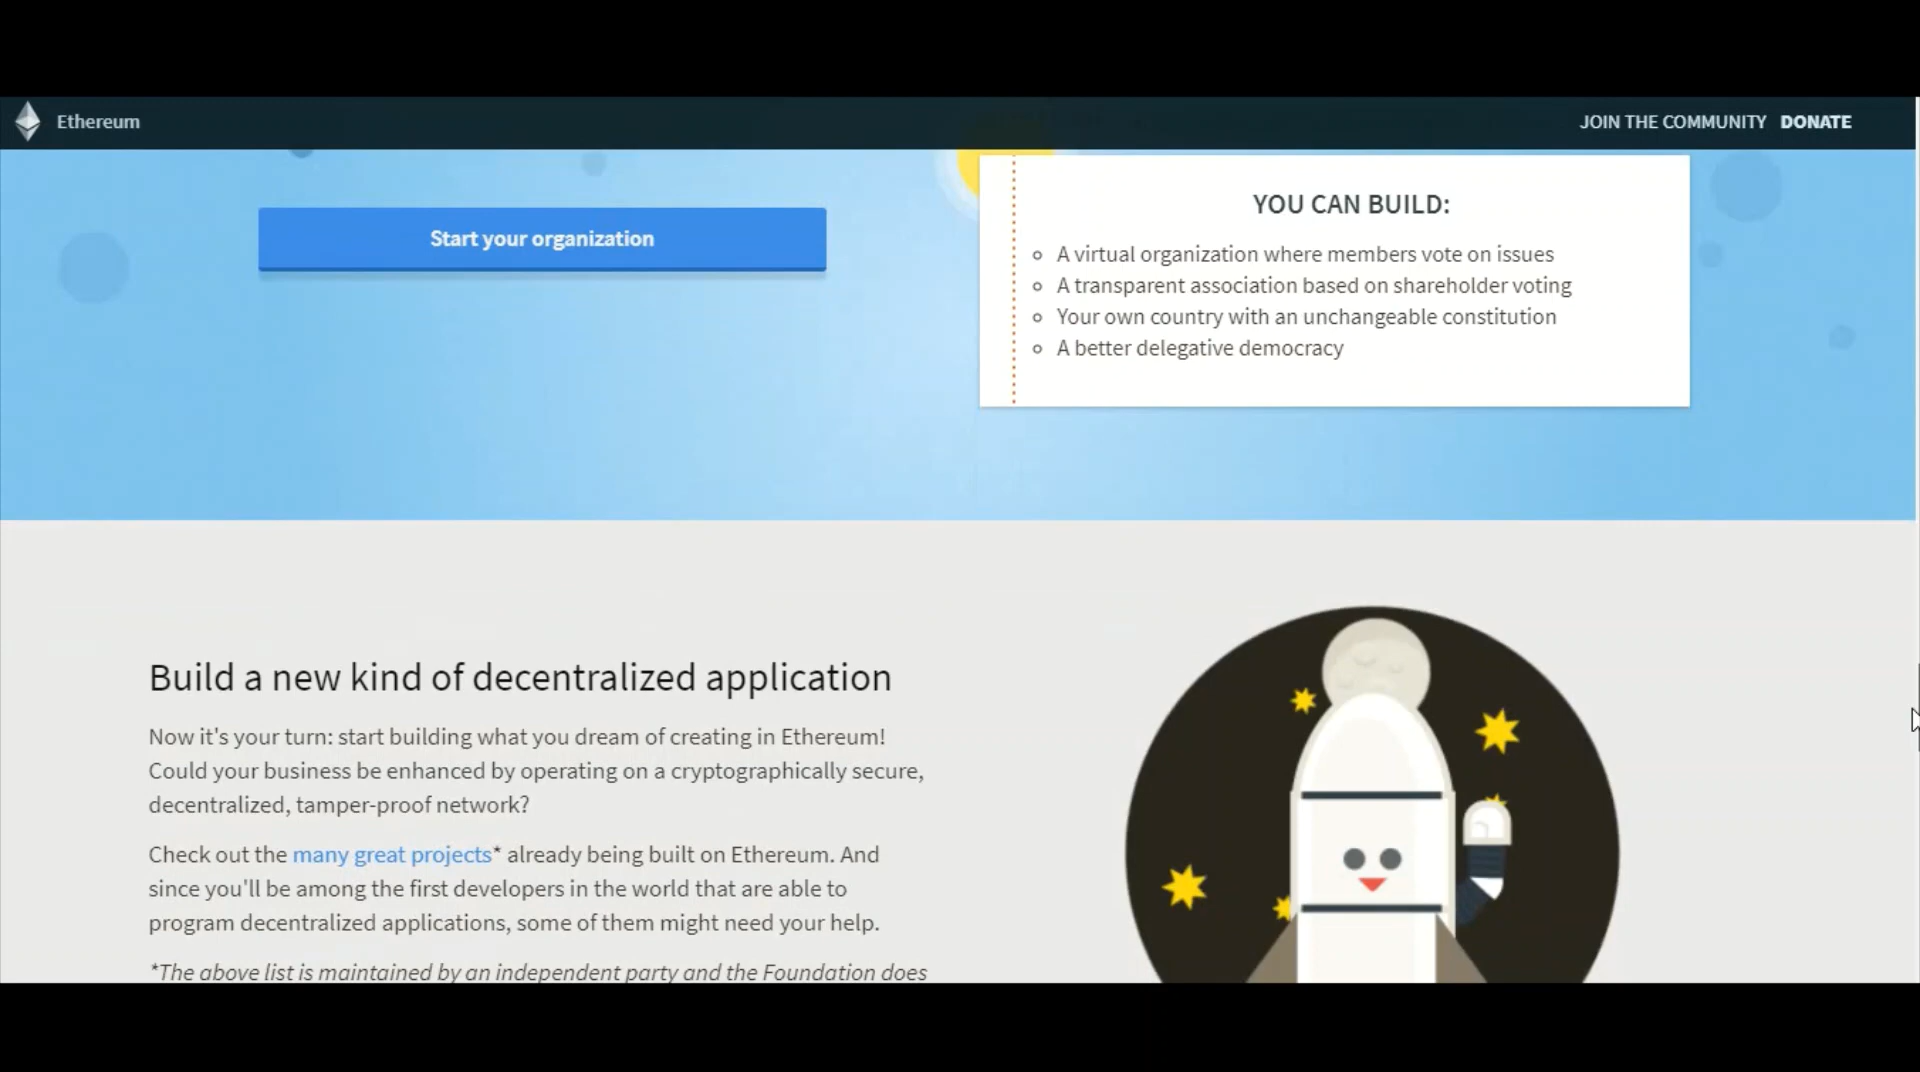 Ethereum
JOIN THE COMMUNITY DONATE
Start your organization
YOU CAN BUILD:
A virtual organization where members vote on issues
A transparent association based on shareholder voting
Your own country with an unchangeable constitution
A better delegative democracy
Build a new kind of decentralized application
Now it's your turn: start building what you dream of creating in Ethereum!
Could your business be enhanced by operating on a cryptographically secure,
decentralized, tamper-proof network?
Check out the many great projects* already being built on Ethereum. And
since you'll be among the first developers in the world that are able to
program decentralized applications, some of them might need your help.
*The above list is maintained by an independent party and the Foundation does